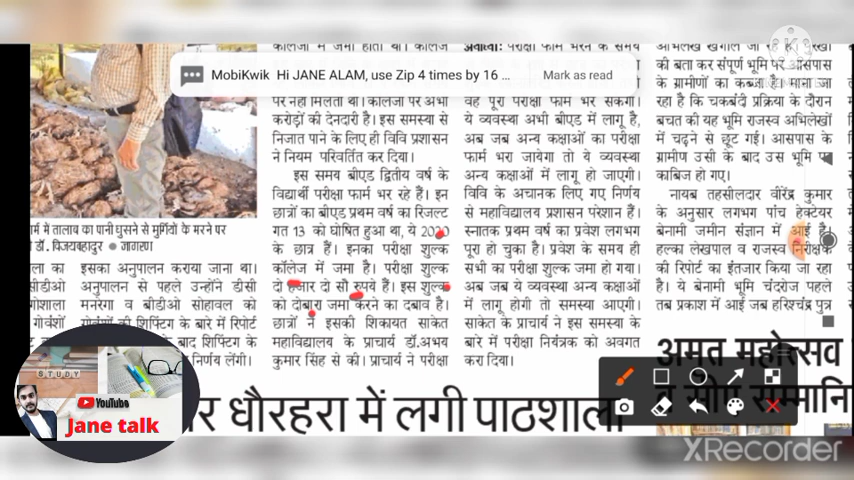 MobiKwik Hi JANE ALAM, use Zip 4 times by 16 ...
Mark as read
कालेजों में जमा होता था। कालेज
पर नहीं मिलता था। कालेजों पर अभी
करोड़ों की देनदारी है। इस समस्या से
निजात पाने के लिए ही विवि प्रशासन
ने नियम परिवर्तित कर दिया।
इस समय बीएड द्वितीय वर्ष के
विद्यार्थी परीक्षा फार्म भर रहे हैं। इन
छात्रों का बीएड प्रथम वर्ष का रिजल्ट
गत 13 को घोषित हुआ था, ये 2020
के छात्र हैं। इनका परीक्षा शुल्क
कॉलेज में जमा है। परीक्षा शुल्क
दो हजार दो सौ रुपये हैं। इस शुल्क
को दोबारा जमा करने का दबाव है।
छात्रों ने इसकी शिकायत साकेत
महाविद्यालय के प्राचार्य डॉ.अभय
कुमार सिंह से की। प्राचार्य ने परीक्षा
अयोध्या: परीक्षा फार्म भरने के समय
वह पूरा परीक्षा फार्म भर सकेगा।
ये व्यवस्था अभी बीएड में लागू है,
अब जब अन्य कक्षाओं का परीक्षा
फार्म भरा जायेगा तो ये व्यवस्था
अन्य कक्षाओं में लागू हो जाएगी।
विवि के अचानक लिए गए निर्णय
से महाविद्यालय प्रशासन परेशान हैं।
स्नातक प्रथम वर्ष का प्रवेश लगभग
पूरा हो चुका है। प्रवेश के समय ही
सभी का परीक्षा शुल्क जमा हो गया।
अब जब ये व्यवस्था अन्य कक्षाओं
में लागू होगी तो समस्या आएगी।
साकेत के प्राचार्य ने इस समस्या के
बारे में परीक्षा नियंत्रक को अवगत
करा दिया।
अभिलेख खंगाले जा रहे हैं।
की बता कर संपूर्ण भूमि पर आसपास
के ग्रामीणों का कब्जा है। माना जा
रहा है कि चकबंदी प्रक्रिया के दौरान
बचत की यह भूमि राजस्व अभिलेखों
में चढ़ने से छूट गई। आसपास के
ग्रामीण उसी के बाद उस भूमि पर
काबिज हो गए।
नायब तहसीलदार वीरेंद्र कुमार
के अनुसार लगभग पांच हेक्टेयर
बेनामी जमीन संज्ञान में आई है।
हल्का लेखपाल व राजस्व निरीक्षक
की रिपोर्ट का इंतजार किया जा रहा
है। ये बेनामी भूमि चंदरोज पहले
तब प्रकाश में आई जब हरिश्चंद्र पुत्र
र्म में तालाब का पानी घुसने से मुर्गियों के मरने पर
डॉ. विजयबहादुर ● जागरण
ला का
सीडीओ
गोशाला
गोवंशों
इसका अनुपालन कराया जाना था।
अनुपालन से पहले उन्होंने डीसी
मनरेगा व बीडीओ सोहावल को
गोवंशों की शिफ्टिंग के बारे में रिपोर्ट
के बाद शिफ्टिंग के
निर्णय लेंगी।
अमृत महोत्सव
सम्मानि
र धौरहरा में लगी पाठशाला
STUDY
YouTube
Jane talk
XRecorder